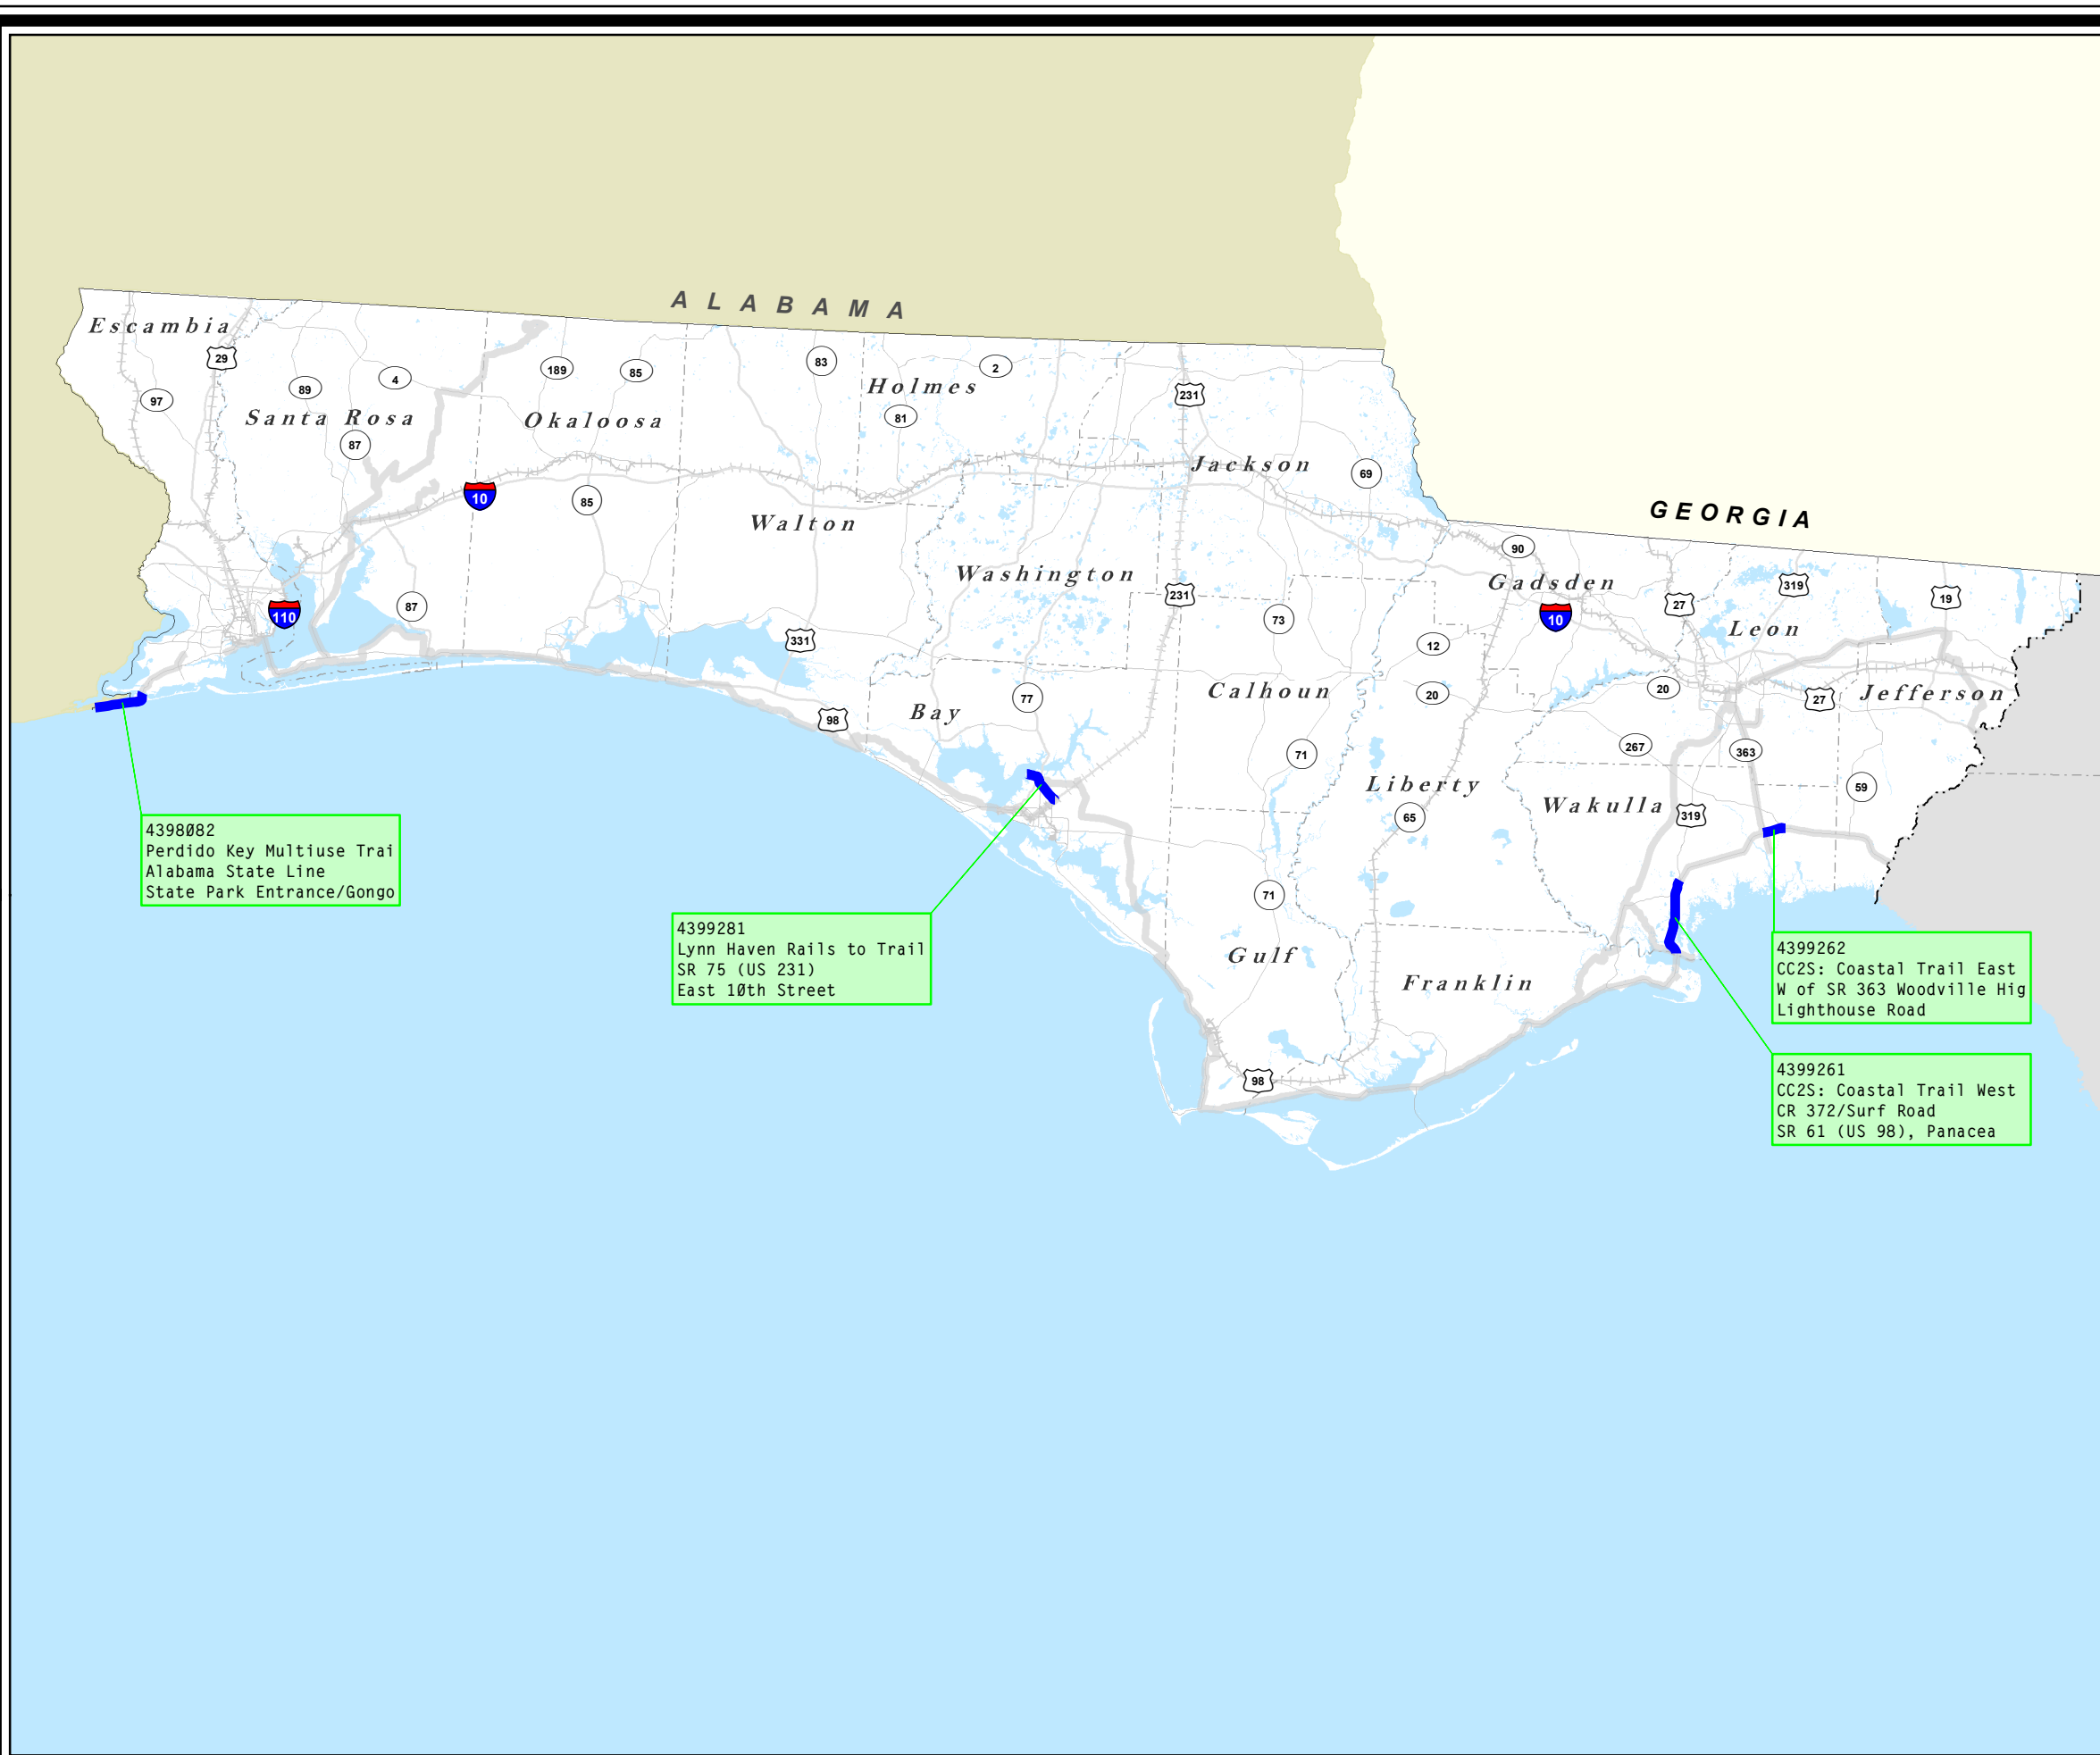 ALABAMA
Escambia
29
97
89
4
189
85
83
2
Holmes
81
231
Santa Rosa
87
Okaloosa
Jackson
69
10
85
Walton
GEORGIA
90
Washington
Gadsden
319
110
87
231
27
19
10
73
Leon
331
12
Calhoun
20
20
27
Jefferson
77
98
Bay
267
363
71
Liberty
59
Wakulla
65
319
4398082
Perdido Key Multiuse Trai
Alabama State Line
State Park Entrance/Gongo
71
4399281
Lynn Haven Rails to Trail
SR 75 (US 231)
East 10th Street
Gulf
Franklin
4399262
CC2S: Coastal Trail East
W of SR 363 Woodville Hig
Lighthouse Road
98
4399261
CC2S: Coastal Trail West
CR 372/Surf Road
SR 61 (US 98), Panacea